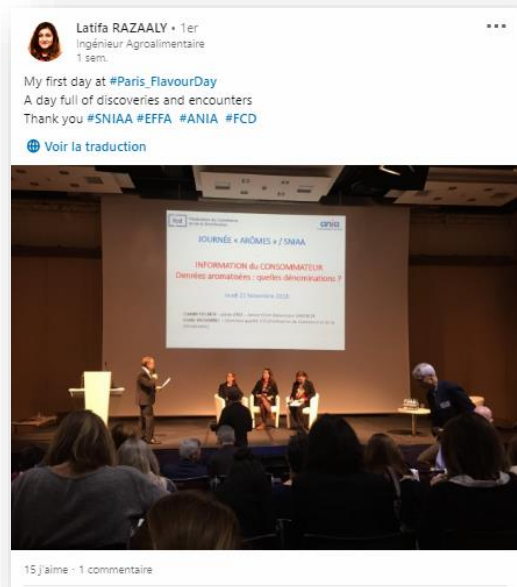 Latifa RAZAALY • 1er
Ingénieur Agroalimentaire
1 sem.
My first day at #Paris_FlavourDay
A day full of discoveries and encounters
Thank you #SNIAA #EFFA #ANIA #FCD
Voir la traduction
fcd
ania
JOURNÉE « ARÔMES » / SNIAA
INFORMATION du CONSOMMATEUR
Denrées aromatisées : quelles dénominations ?
15 j'aime · 1 commentaire